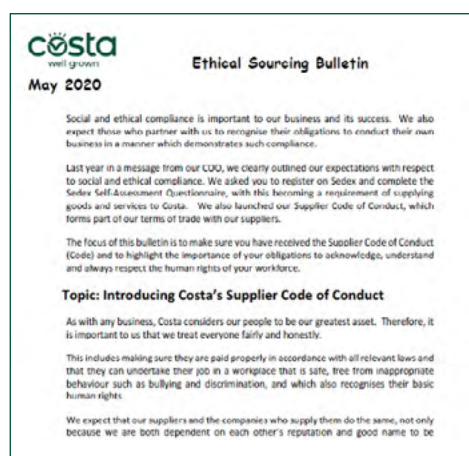 costa
well grown
Ethical Sourcing Bulletin
May 2020
Social and ethical compliance is important to our business and its success. We also
expect those who partner with us to recognise their obligations to conduct their own
business in a manner which demonstrates such compliance.
Last year in a message from our COO, we clearly outlined our expectations with respect
to social and ethical compliance. We asked you to register on Sedex and complete the
Sedex Self-Assessment Questionnaire, with this becoming a requirement of supplying
goods and services to Costa. We also launched our Supplier Code of Conduct, which
forms part of our terms of trade with our suppliers.
The focus of this bulletin is to make sure you have received the Supplier Code of Conduct
(Code) and to highlight the importance of your obligations to acknowledge, understand
and always respect the human rights of your workforce.
Topic: Introducing Costa's Supplier Code of Conduct
As with any business, Costa considers our people to be our greatest asset. Therefore, it
is important to us that we treat everyone fairly and honestly.
This includes making sure they are paid properly in accordance with all relevant laws and
that they can undertake their job in a workplace that is safe, free from inappropriate
behaviour such as bullying and discrimination, and which also recognises their basic
human rights
We expect that our suppliers and the companies who supply them do the same, not only
because we are both dependent on each other's reputation and good name to be